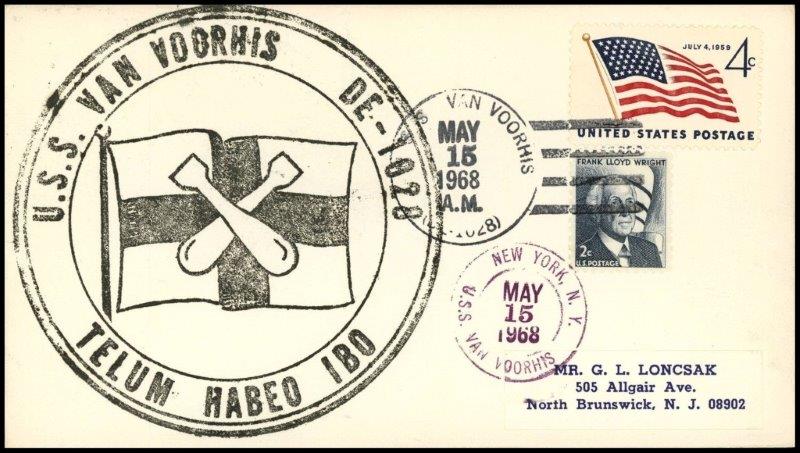 U.S.S. VAN VOORHIS DE-1028
TELUM HABEO IBO
S. VAN VOORHIS
MAY
15
1968
A.M.
-1028)
JULY 4, 1959
4c
UNITED STATES POSTAGE
FRANK LLOYD WRIGHT
2c
U.S. POSTAGE
NEW YORK, N. Y.
MAY
15
1968
U.S.S. VAN VOORHIS
MR. G. L. LONCSAK
505 Allgair Ave.
North Brunswick, N. J. 08902